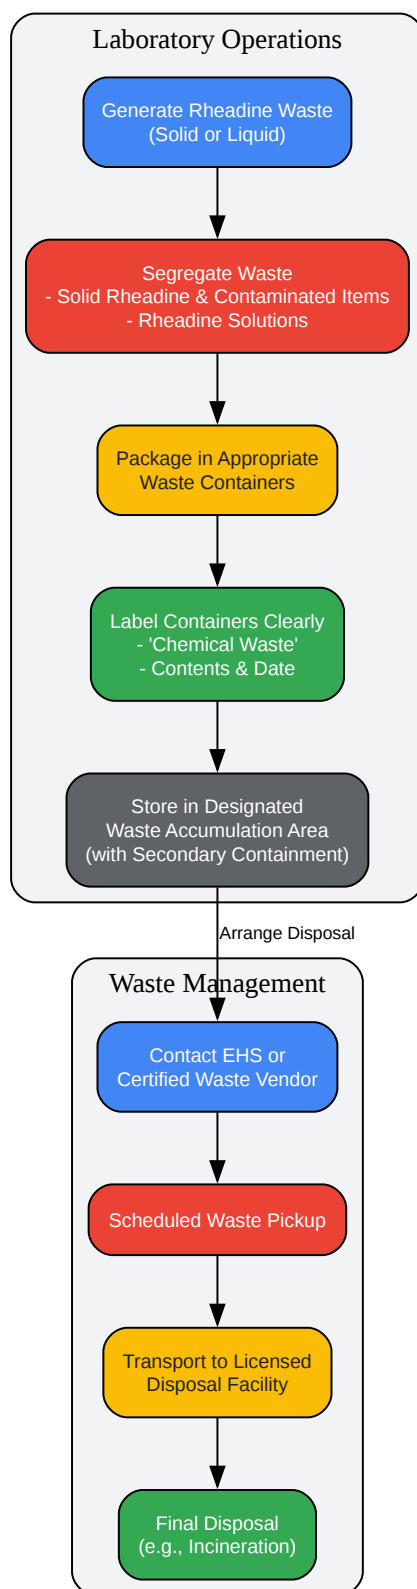 Laboratory Operations
Generate Rheadine Waste
(Solid or Liquid)
Segregate Waste
- Solid Rheadine & Contaminated Items
- Rheadine Solutions
Package in Appropriate
Waste Containers
Label Containers Clearly
- 'Chemical Waste'
- Contents & Date
Store in Designated
Waste Accumulation Area
(with Secondary Containment)
Arrange Disposal
Waste Management
Contact EHS or
Certified Waste Vendor
Scheduled Waste Pickup
Transport to Licensed
Disposal Facility
Final Disposal
(e.g., Incineration)